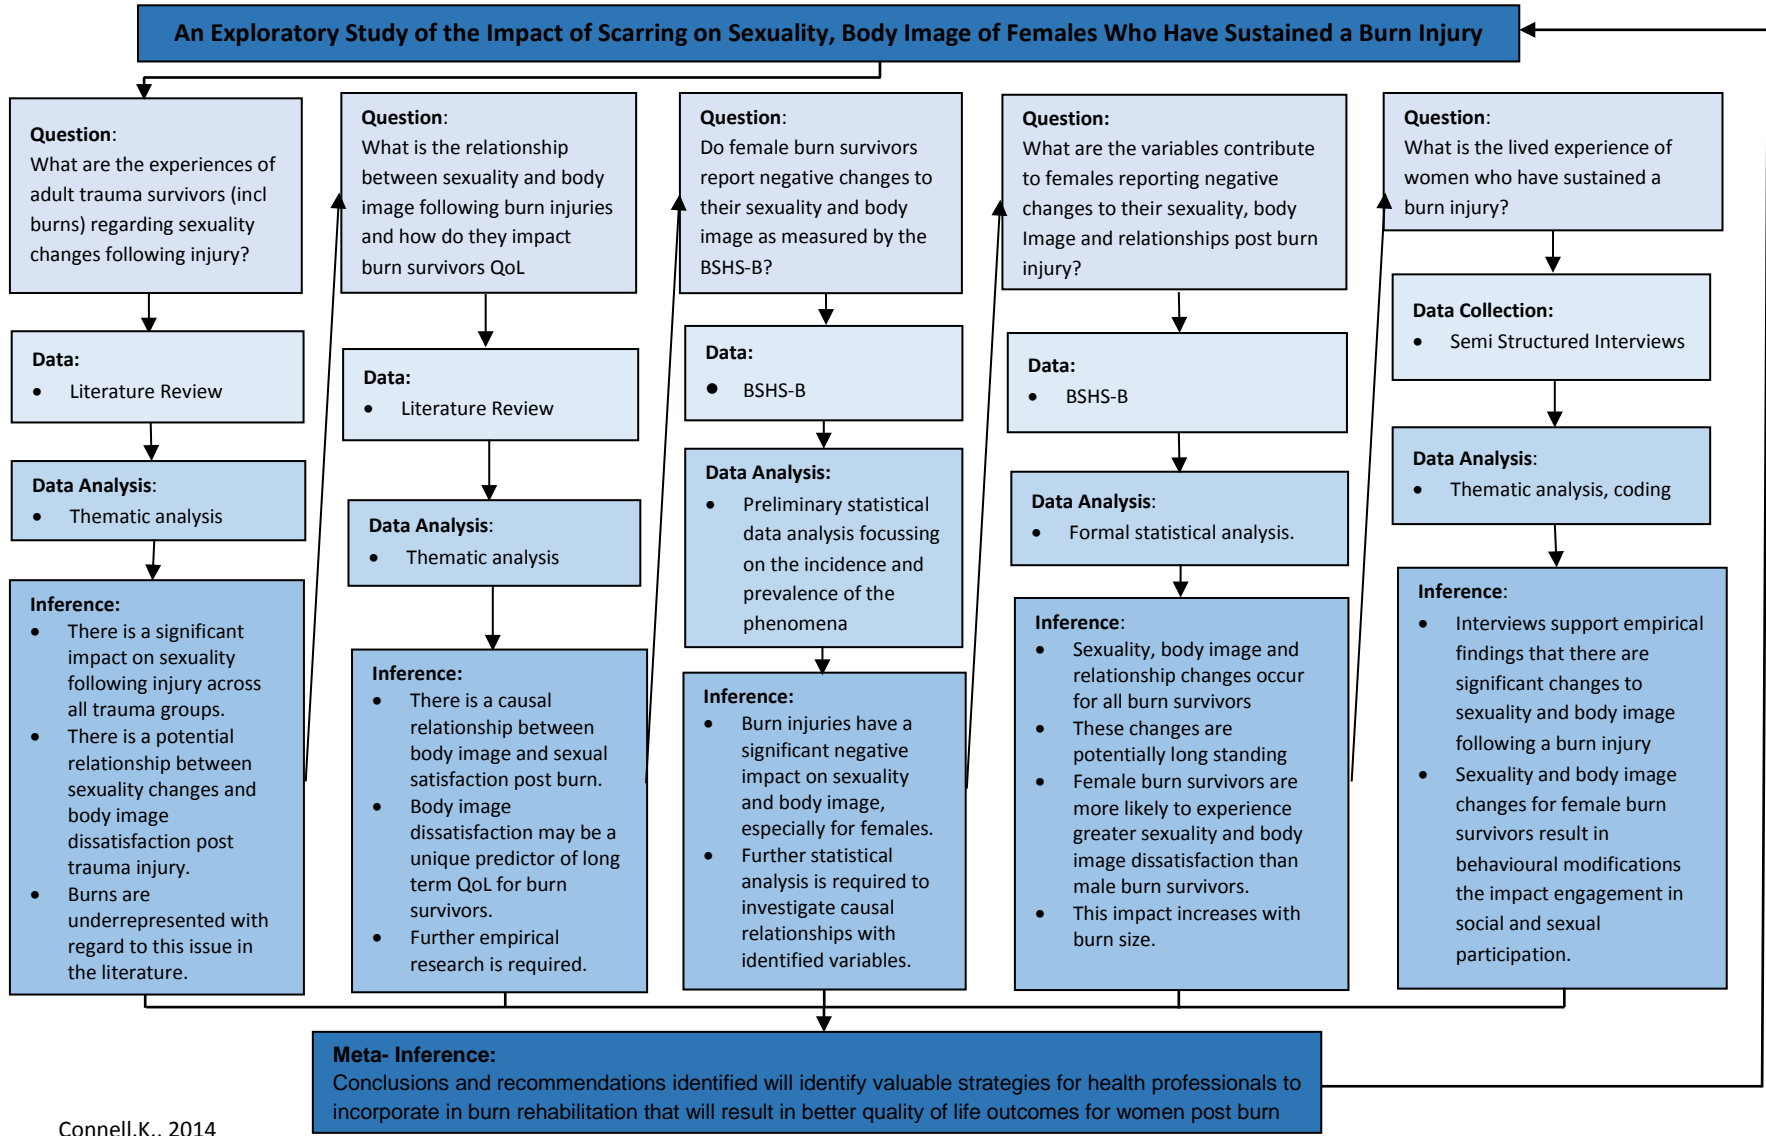 An Exploratory Study of the Impact of Scarring on Sexuality, Body Image of Females Who Have Sustained a Burn Injury
Question:
What are the experiences of
adult trauma survivors (incl
burns) regarding sexuality
changes following injury?
Data:
• Literature Review
Data Analysis:
• Thematic analysis
Inference:
• There is a significant
impact on sexuality
following injury across
all trauma groups.
• There is a potential
relationship between
sexuality changes and
body image
dissatisfaction post
trauma injury.
• Burns are
underrepresented with
regard to this issue in
the literature.
Question:
What is the relationship
between sexuality and body
image following burn injuries
and how do they impact
burn survivors QoL
Data:
• Literature Review
Data Analysis:
• Thematic analysis
Inference:
• There is a causal
relationship between
body image and sexual
satisfaction post burn.
• Body image
dissatisfaction may be a
unique predictor of long
term QoL for burn
survivors.
• Further empirical
research is required.
Question:
Do female burn survivors
report negative changes to
their sexuality and body
image as measured by the
BSHS-B?
Data:
• BSHS-B
Data Analysis:
• Preliminary statistical
data analysis focussing
on the incidence and
prevalence of the
phenomena
Inference:
• Burn injuries have a
significant negative
impact on sexuality
and body image,
especially for females.
• Further statistical
analysis is required to
investigate causal
relationships with
identified variables.
Question:
What are the variables contribute
to females reporting negative
changes to their sexuality, body
Image and relationships post burn
injury?
Data:
• BSHS-B
Data Analysis:
• Formal statistical analysis.
Inference:
• Sexuality, body image and
relationship changes occur
for all burn survivors
• These changes are
potentially long standing
• Female burn survivors are
more likely to experience
greater sexuality and body
image dissatisfaction than
male burn survivors.
• This impact increases with
burn size.
Question:
What is the lived experience of
women who have sustained a
burn injury?
Data Collection:
• Semi Structured Interviews
Data Analysis:
• Thematic analysis, coding
Inference:
• Interviews support empirical
findings that there are
significant changes to
sexuality and body image
following a burn injury
• Sexuality and body image
changes for female burn
survivors result in
behavioural modifications
the impact engagement in
social and sexual
participation.
Meta- Inference:
Conclusions and recommendations identified will identify valuable strategies for health professionals to
incorporate in burn rehabilitation that will result in better quality of life outcomes for women post burn
Connell.K., 2014